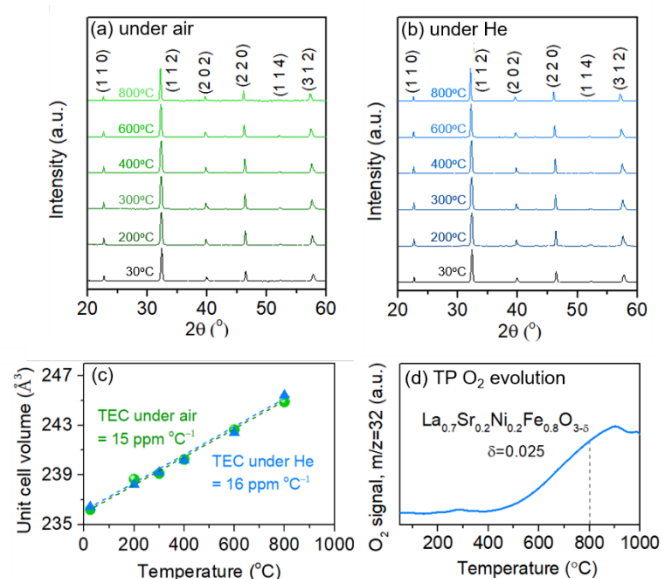 (a) under air
(1 1 0)
(1 1 2)
(2 0 2)
(2 2 0)
(1 1 4)
(3 1 2)
800°C
600°C
400°C
300°C
200°C
30°C
Intensity (a.u.)
20 30 40 50 60
2θ (°)
(b) under He
(1 1 0)
(1 1 2)
(2 0 2)
(2 2 0)
(1 1 4)
(3 1 2)
800°C
600°C
400°C
300°C
200°C
30°C
Intensity (a.u.)
20 30 40 50 60
2θ (°)
(c)
247
243
239
235
Unit cell volume (Å³)
TEC under air
= 15 ppm °C⁻¹
TEC under He
= 16 ppm °C⁻¹
0 200 400 600 800 1000
Temperature (°C)
(d) TP O₂ evolution
La₀.₇Sr₀.₂Ni₀.₂Fe₀.₈O₃₋δ
δ=0.025
O₂ signal, m/z=32 (a.u.)
200 400 600 800 1000
Temperature (°C)